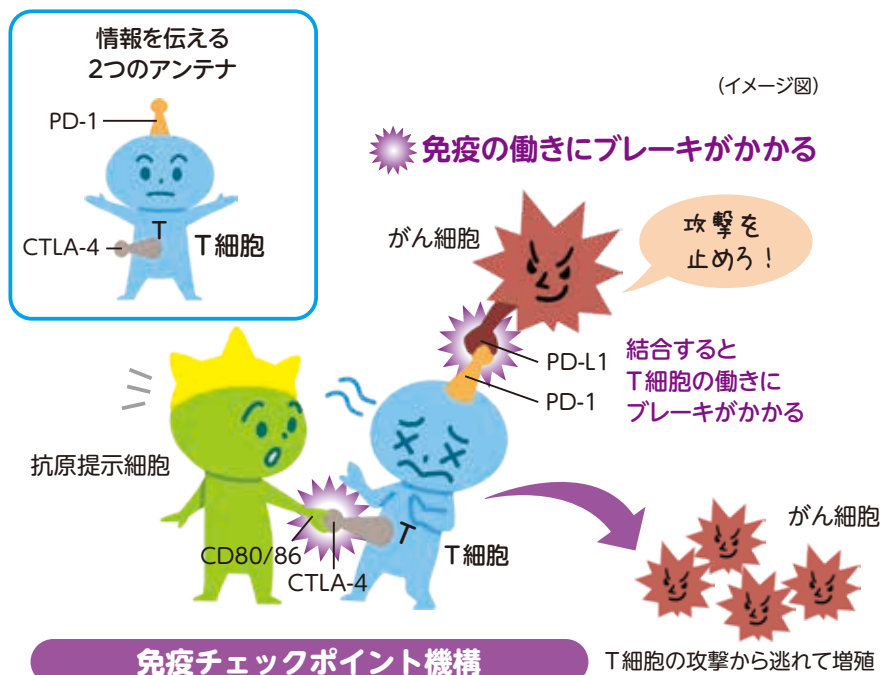 情報を伝える
2つのアンテナ
PD-1
T
CTLA-4
T細胞
（イメージ図）
免疫の働きにブレーキがかかる
がん細胞
攻撃を
止めろ！
PD-L1
PD-1
結合すると
T細胞の働きに
ブレーキがかかる
抗原提示細胞
CD80/86
CTLA-4
T
T細胞
がん細胞
T細胞の攻撃から逃れて増殖
免疫チェックポイント機構